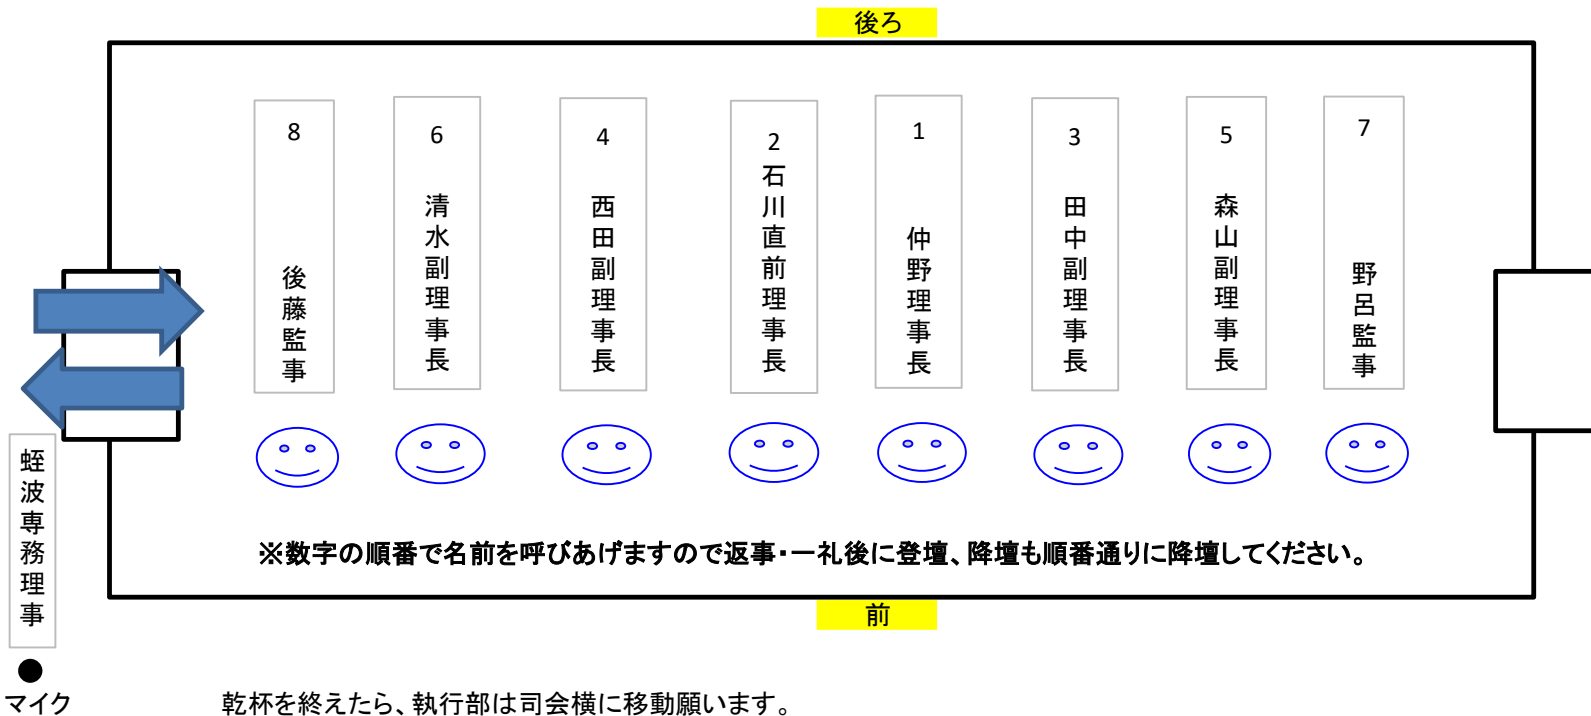 後ろ
8 後藤監事
6 清水副理事長
4 西田副理事長
2 石川直前理事長
1 仲野理事長
3 田中副理事長
5 森山副理事長
7 野呂監事
蛭波専務理事
※数字の順番で名前を呼びあげますので返事・一礼後に登壇、降壇も順番通りに降壇してください。
前
マイク
乾杯を終えたら、執行部は司会横に移動願います。